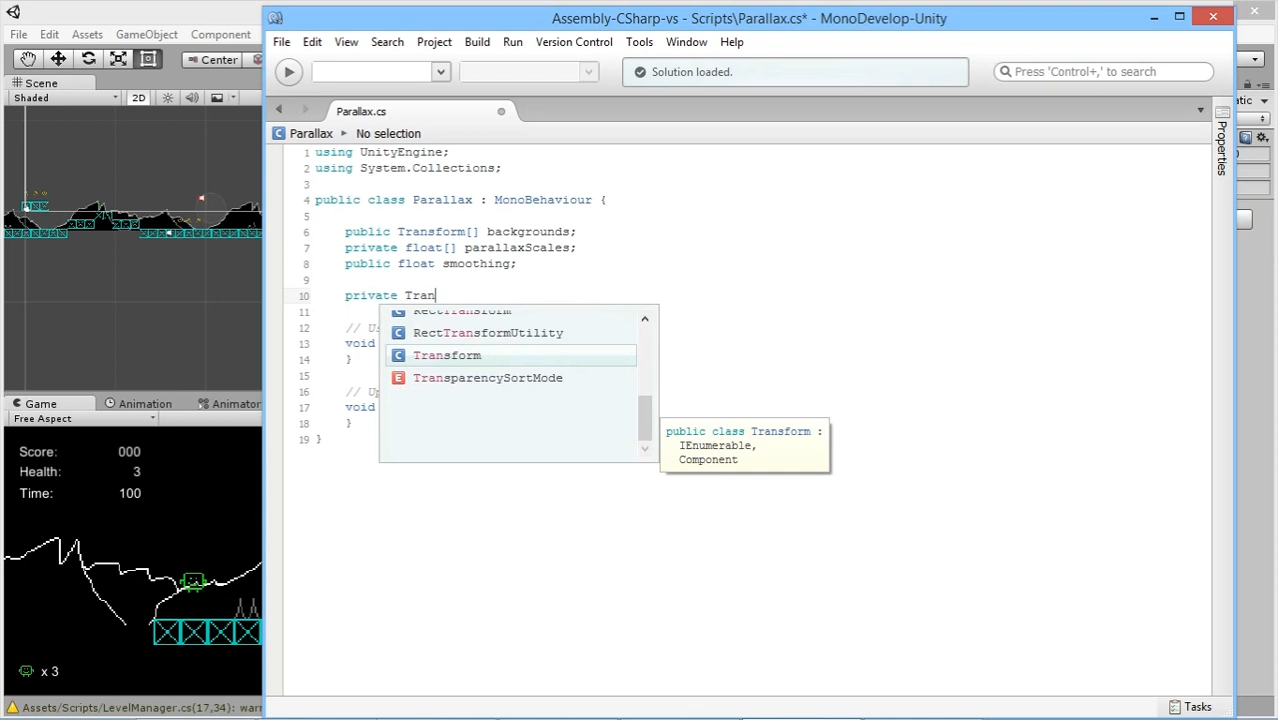 Assembly-CSharp-vs - Scripts\Parallax.cs* - MonoDevelop-Unity
File Edit Assets GameObject Component
File Edit View Search Project Build Run Version Control Tools Window Help
Center
Solution loaded.
Press 'Control+,' to search
Scene
Shaded
2D
Parallax.cs
Parallax
No selection
Properties
1 using UnityEngine;
2 using System.Collections;
3
4 public class Parallax : MonoBehaviour {
5
6 public Transform[] backgrounds;
7 private float[] parallaxScales;
8 public float smoothing;
9
10 private Tran
11
12 // Us
13 void
14 }
15
16 // Up
17 void
18 }
19 }
RectTransform
RectTransformUtility
Transform
TransparencySortMode
public class Transform :
IEnumerable,
Component
Game
Animation
Animator
Free Aspect
Score: 000
Health: 3
Time: 100
x 3
Assets/Scripts/LevelManager.cs(17,34): warn
Tasks